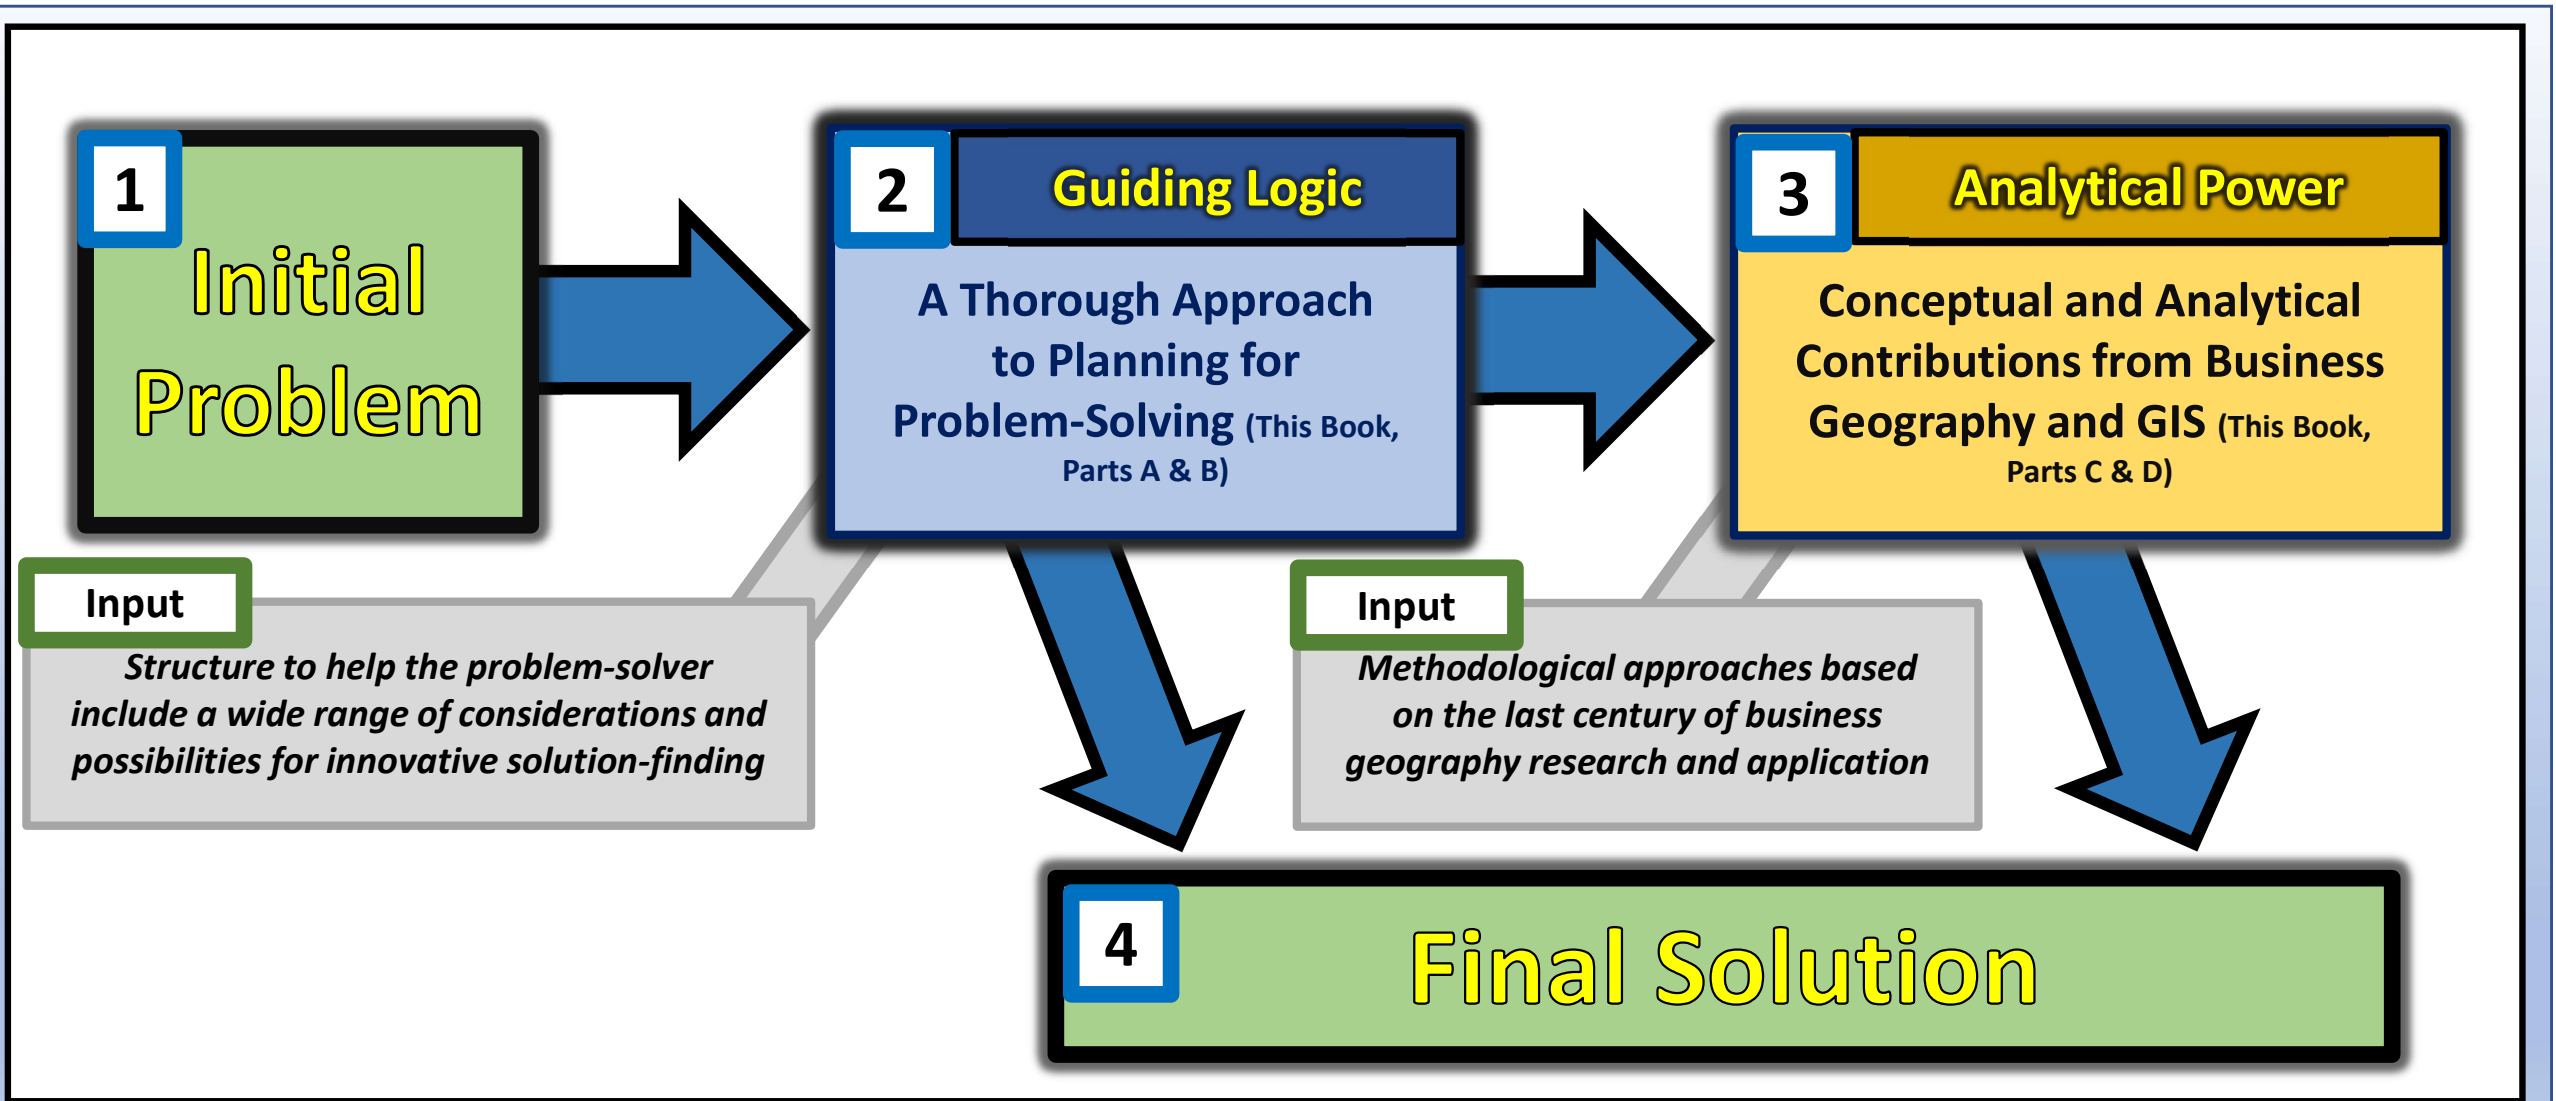 1
Initial
Problem
2
Guiding Logic
A Thorough Approach
to Planning for
Problem-Solving (This Book,
Parts A & B)
3
Analytical Power
Conceptual and Analytical
Contributions from Business
Geography and GIS (This Book,
Parts C & D)
Input
Structure to help the problem-solver
include a wide range of considerations and
possibilities for innovative solution-finding
Input
Methodological approaches based
on the last century of business
geography research and application
4
Final Solution